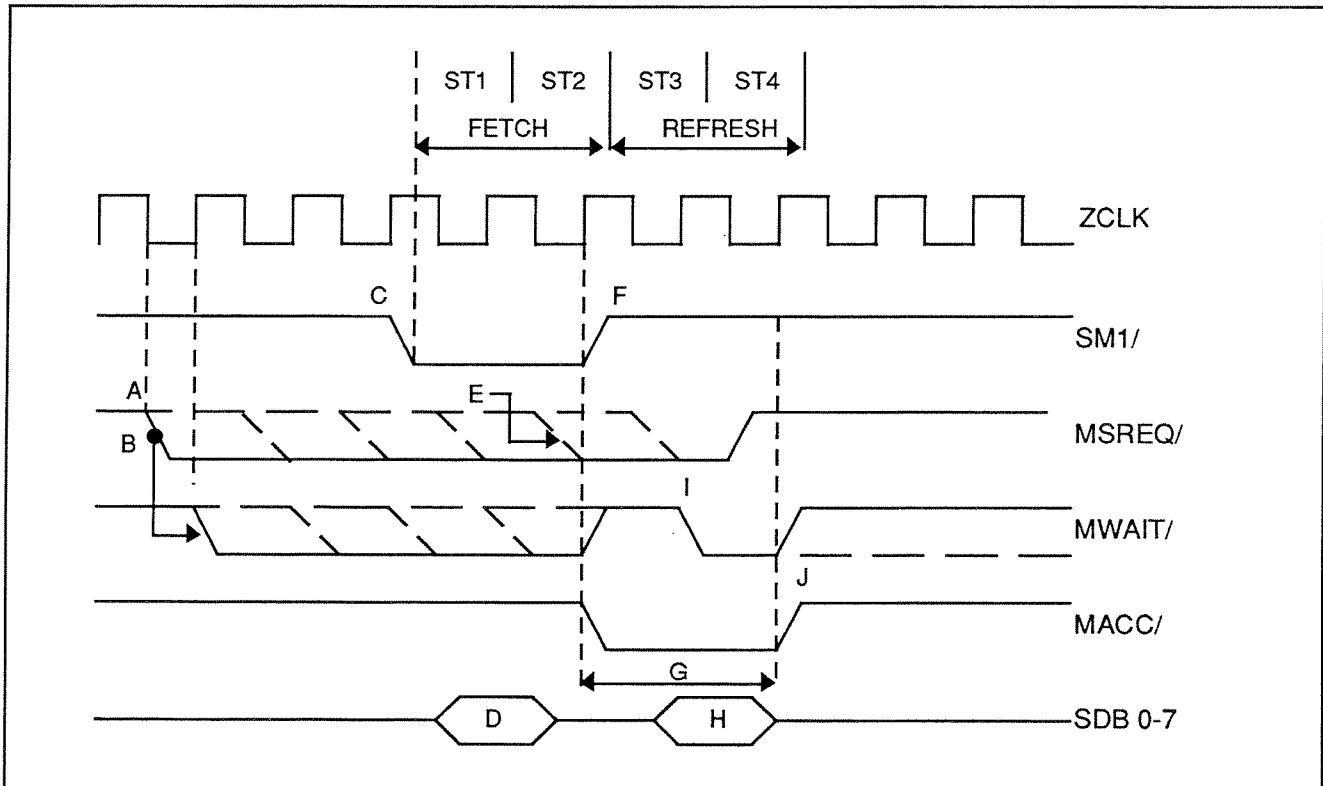 ST1 ST2 ST3 ST4
FETCH REFRESH
ZCLK
C F
SM1/
A E
B
MSREQ/
I
MWAIT/
J
MACC/
G
D H SDB 0-7